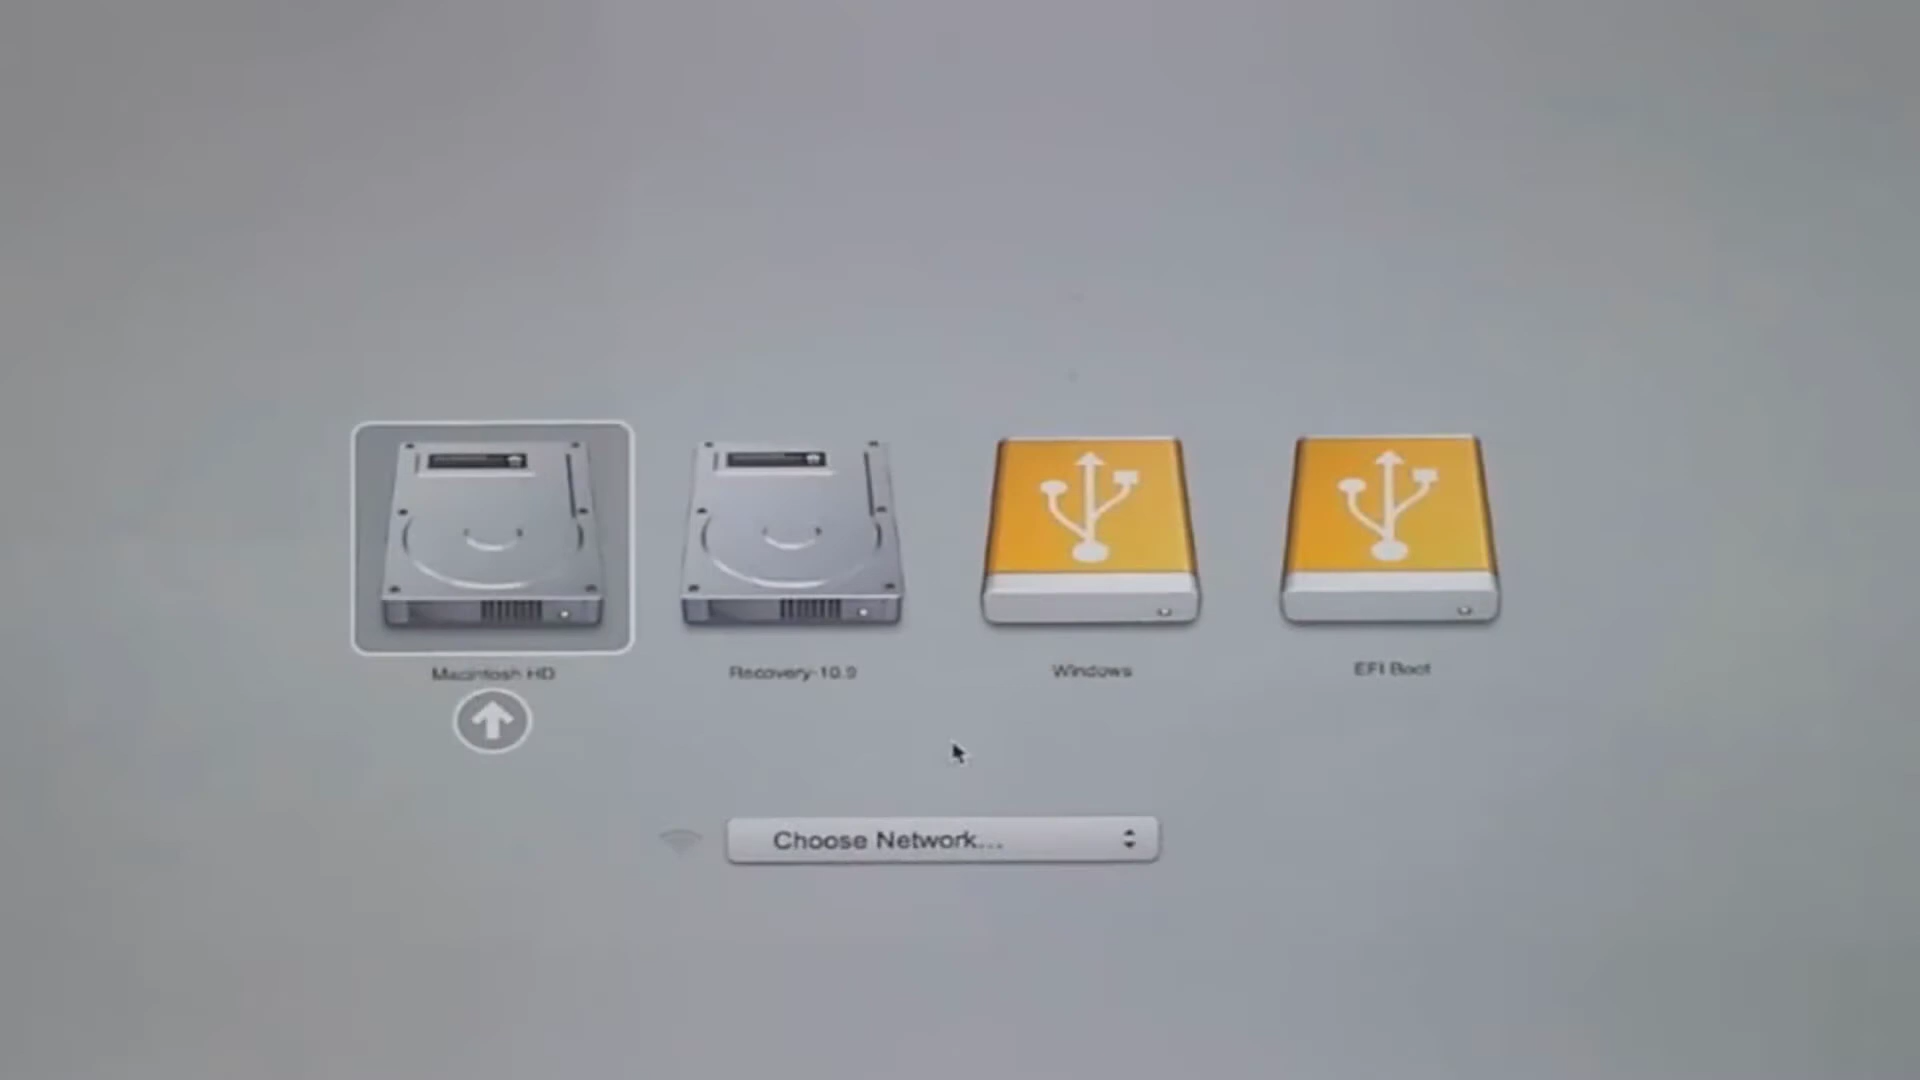 Macintosh HD
Recovery-10.9
Windows
EFI Boot
Choose Network...